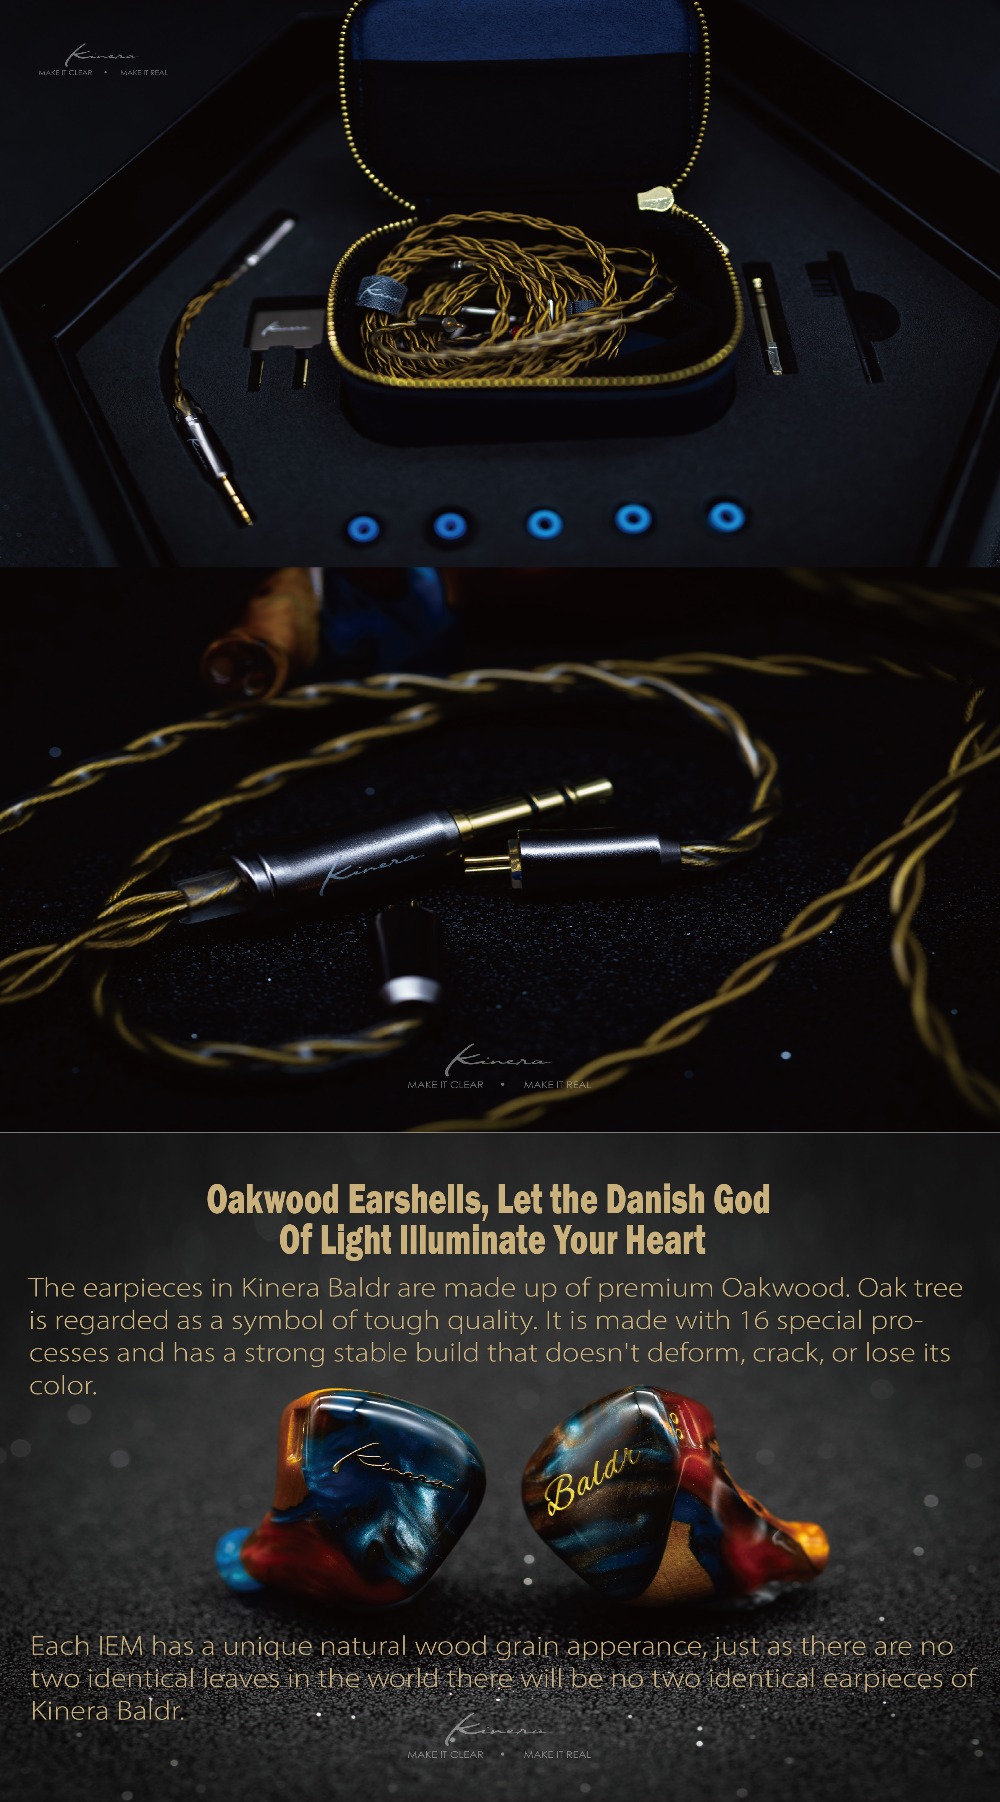 Kinera
MAKE IT CLEAR • MAKE IT REAL
Kinera
Kinera
Kinera
MAKE IT CLEAR • MAKE IT REAL
Oakwood Earshells, Let the Danish God
Of Light Illuminate Your Heart
The earpieces in Kinera Baldr are made up of premium Oakwood. Oak tree
is regarded as a symbol of tough quality. It is made with 16 special pro-
cesses and has a strong stable build that doesn't deform, crack, or lose its
color.
Kinera
Baldr
Each IEM has a unique natural wood grain apperance, just as there are no
two identical leaves in the world there will be no two identical earpieces of
Kinera Baldr.
Kinera
MAKE IT CLEAR • MAKE IT REAL